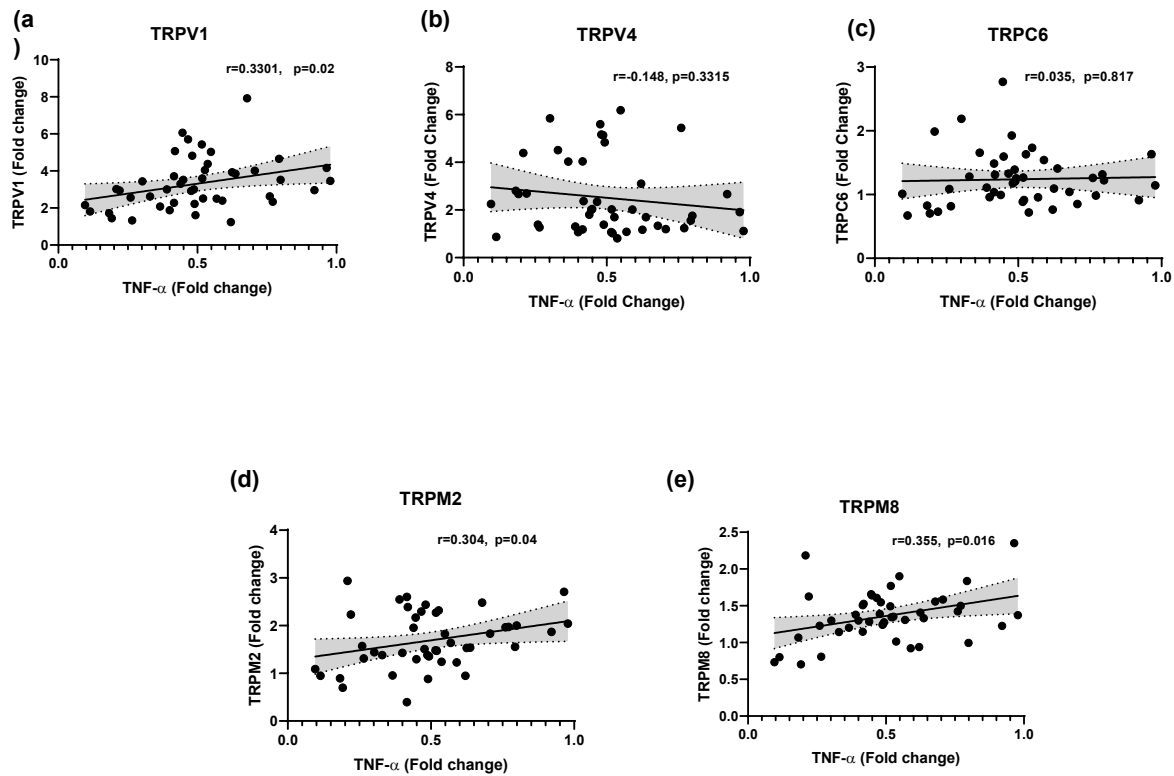 (a
)
TRPV1
r=0.3301, p=0.02
TRPV1 (Fold change)
10
8
6
4
2
0
0.0 0.5 1.0
TNF-α (Fold change)
(b)
TRPV4
r=-0.148, p=0.3315
TRPV4 (Fold Change)
8
6
4
2
0
0.0 0.5 1.0
TNF-α (Fold Change)
(c)
TRPC6
r=0.035, p=0.817
TRPC6 (Fold Change)
3
2
1
0
0.0 0.5 1.0
TNF-α (Fold Change)
(d)
TRPM2
r=0.304, p=0.04
TRPM2 (Fold change)
4
3
2
1
0
0.0 0.5 1.0
TNF-α (Fold change)
(e)
TRPM8
r=0.355, p=0.016
TRPM8 (Fold change)
2.5
2.0
1.5
1.0
0.5
0.0
0.0 0.5 1.0
TNF-α (Fold change)